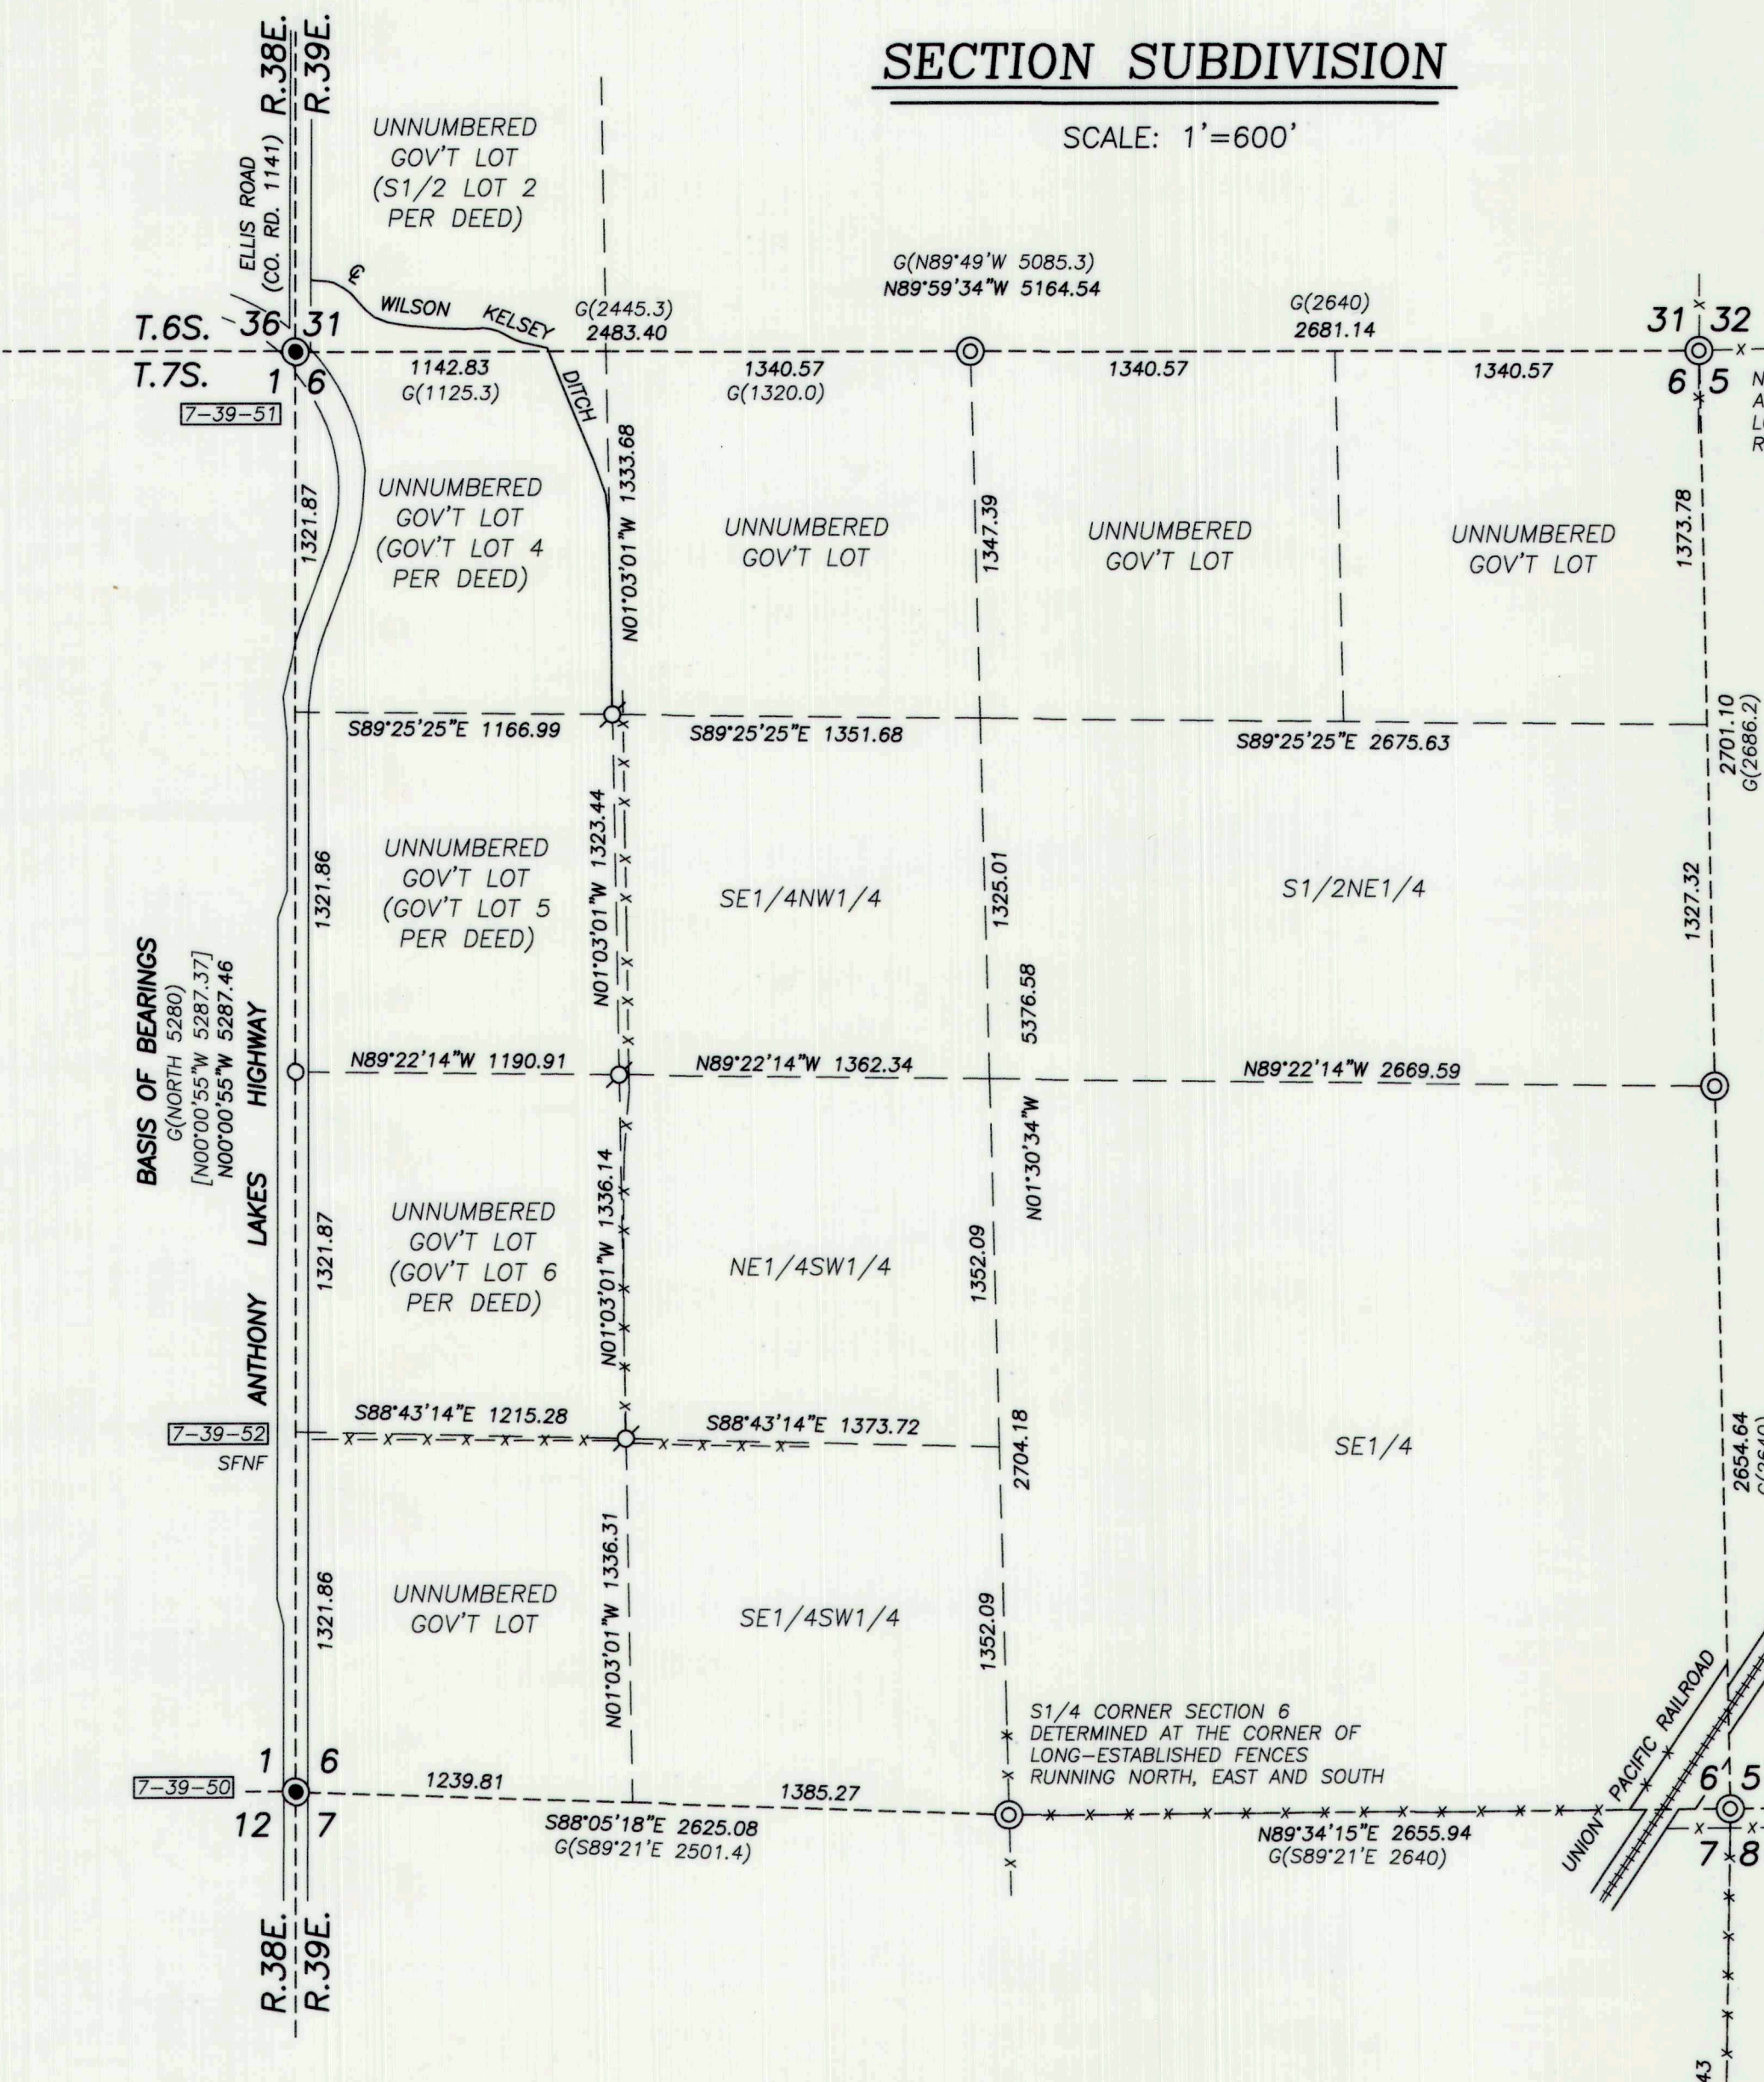 SECTION SUBDIVISION
SCALE: 1'=600'
R.38E.
R.39E.
ELLIS ROAD
(CO. RD. 1141)
UNNUMBERED
GOV'T LOT
(S1/2 LOT 2
PER DEED)
℄
WILSON KELSEY DITCH
G(2445.3)
2483.40
G(N89°49'W 5085.3)
N89°59'34"W 5164.54
G(2640)
2681.14
T.6S.
36 31
31 32
T.7S.
1 6
6 5
7-39-51
1142.83
G(1125.3)
1340.57
G(1320.0)
1340.57
1340.57
N
A
L
R
1321.87
UNNUMBERED
GOV'T LOT
(GOV'T LOT 4
PER DEED)
N01°03'01"W 1333.68
UNNUMBERED
GOV'T LOT
1347.39
UNNUMBERED
GOV'T LOT
UNNUMBERED
GOV'T LOT
1373.78
S89°25'25"E 1166.99
S89°25'25"E 1351.68
S89°25'25"E 2675.63
2701.10
G(2686.2)
1321.86
UNNUMBERED
GOV'T LOT
(GOV'T LOT 5
PER DEED)
N01°03'01"W 1323.44
SE1/4NW1/4
1325.01
S1/2NE1/4
1327.32
BASIS OF BEARINGS
G(NORTH 5280)
[N00°00'55"W 5287.37]
N00°00'55"W 5287.46
ANTHONY LAKES HIGHWAY
N89°22'14"W 1190.91
N89°22'14"W 1362.34
N01°30'34"W 5376.58
N89°22'14"W 2669.59
1321.87
UNNUMBERED
GOV'T LOT
(GOV'T LOT 6
PER DEED)
N01°03'01"W 1336.14
NE1/4SW1/4
1352.09
7-39-52
SFNF
S88°43'14"E 1215.28
S88°43'14"E 1373.72
2704.18
SE1/4
2654.64
G(2640)
1321.86
UNNUMBERED
GOV'T LOT
N01°03'01"W 1336.31
SE1/4SW1/4
1352.09
S1/4 CORNER SECTION 6
DETERMINED AT THE CORNER OF
LONG-ESTABLISHED FENCES
RUNNING NORTH, EAST AND SOUTH
UNION PACIFIC RAILROAD
1 6
6 5
7-39-50
12 7
7 8
1239.81
1385.27
S88°05'18"E 2625.08
G(S89°21'E 2501.4)
N89°34'15"E 2655.94
G(S89°21'E 2640)
R.38E.
R.39E.
43